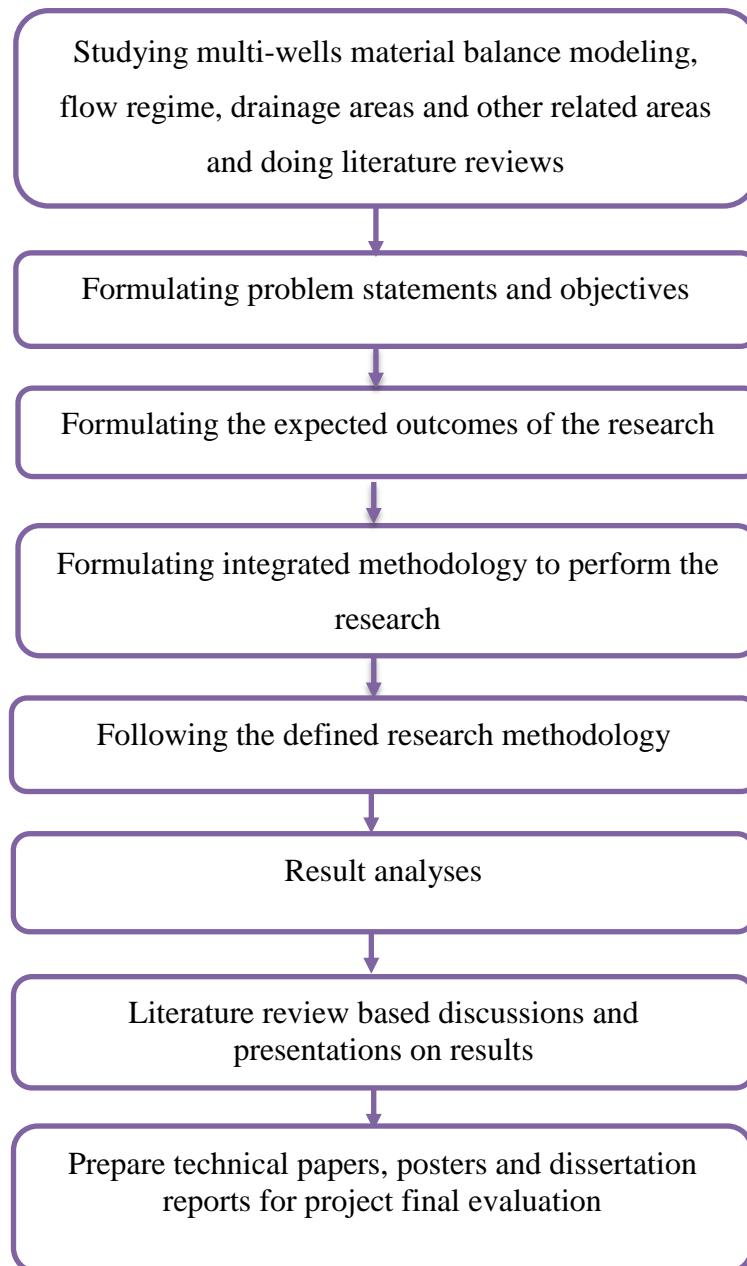 Studying multi-wells material balance modeling,
flow regime, drainage areas and other related areas
and doing literature reviews
Formulating problem statements and objectives
Formulating the expected outcomes of the research
Formulating integrated methodology to perform the
research
Following the defined research methodology
Result analyses
Literature review based discussions and
presentations on results
Prepare technical papers, posters and dissertation
reports for project final evaluation